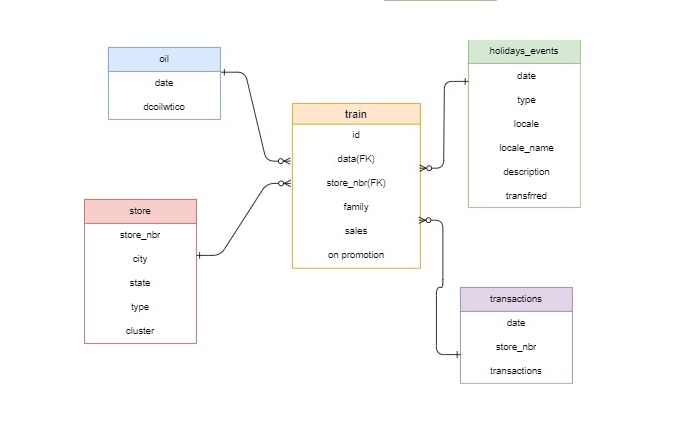 oil
date
dcoilwtico
store
store_nbr
city
state
type
cluster
train
id
data(FK)
store_nbr(FK)
family
sales
on promotion
holidays_events
date
type
locale
locale_name
description
transfrred
transactions
date
store_nbr
transactions